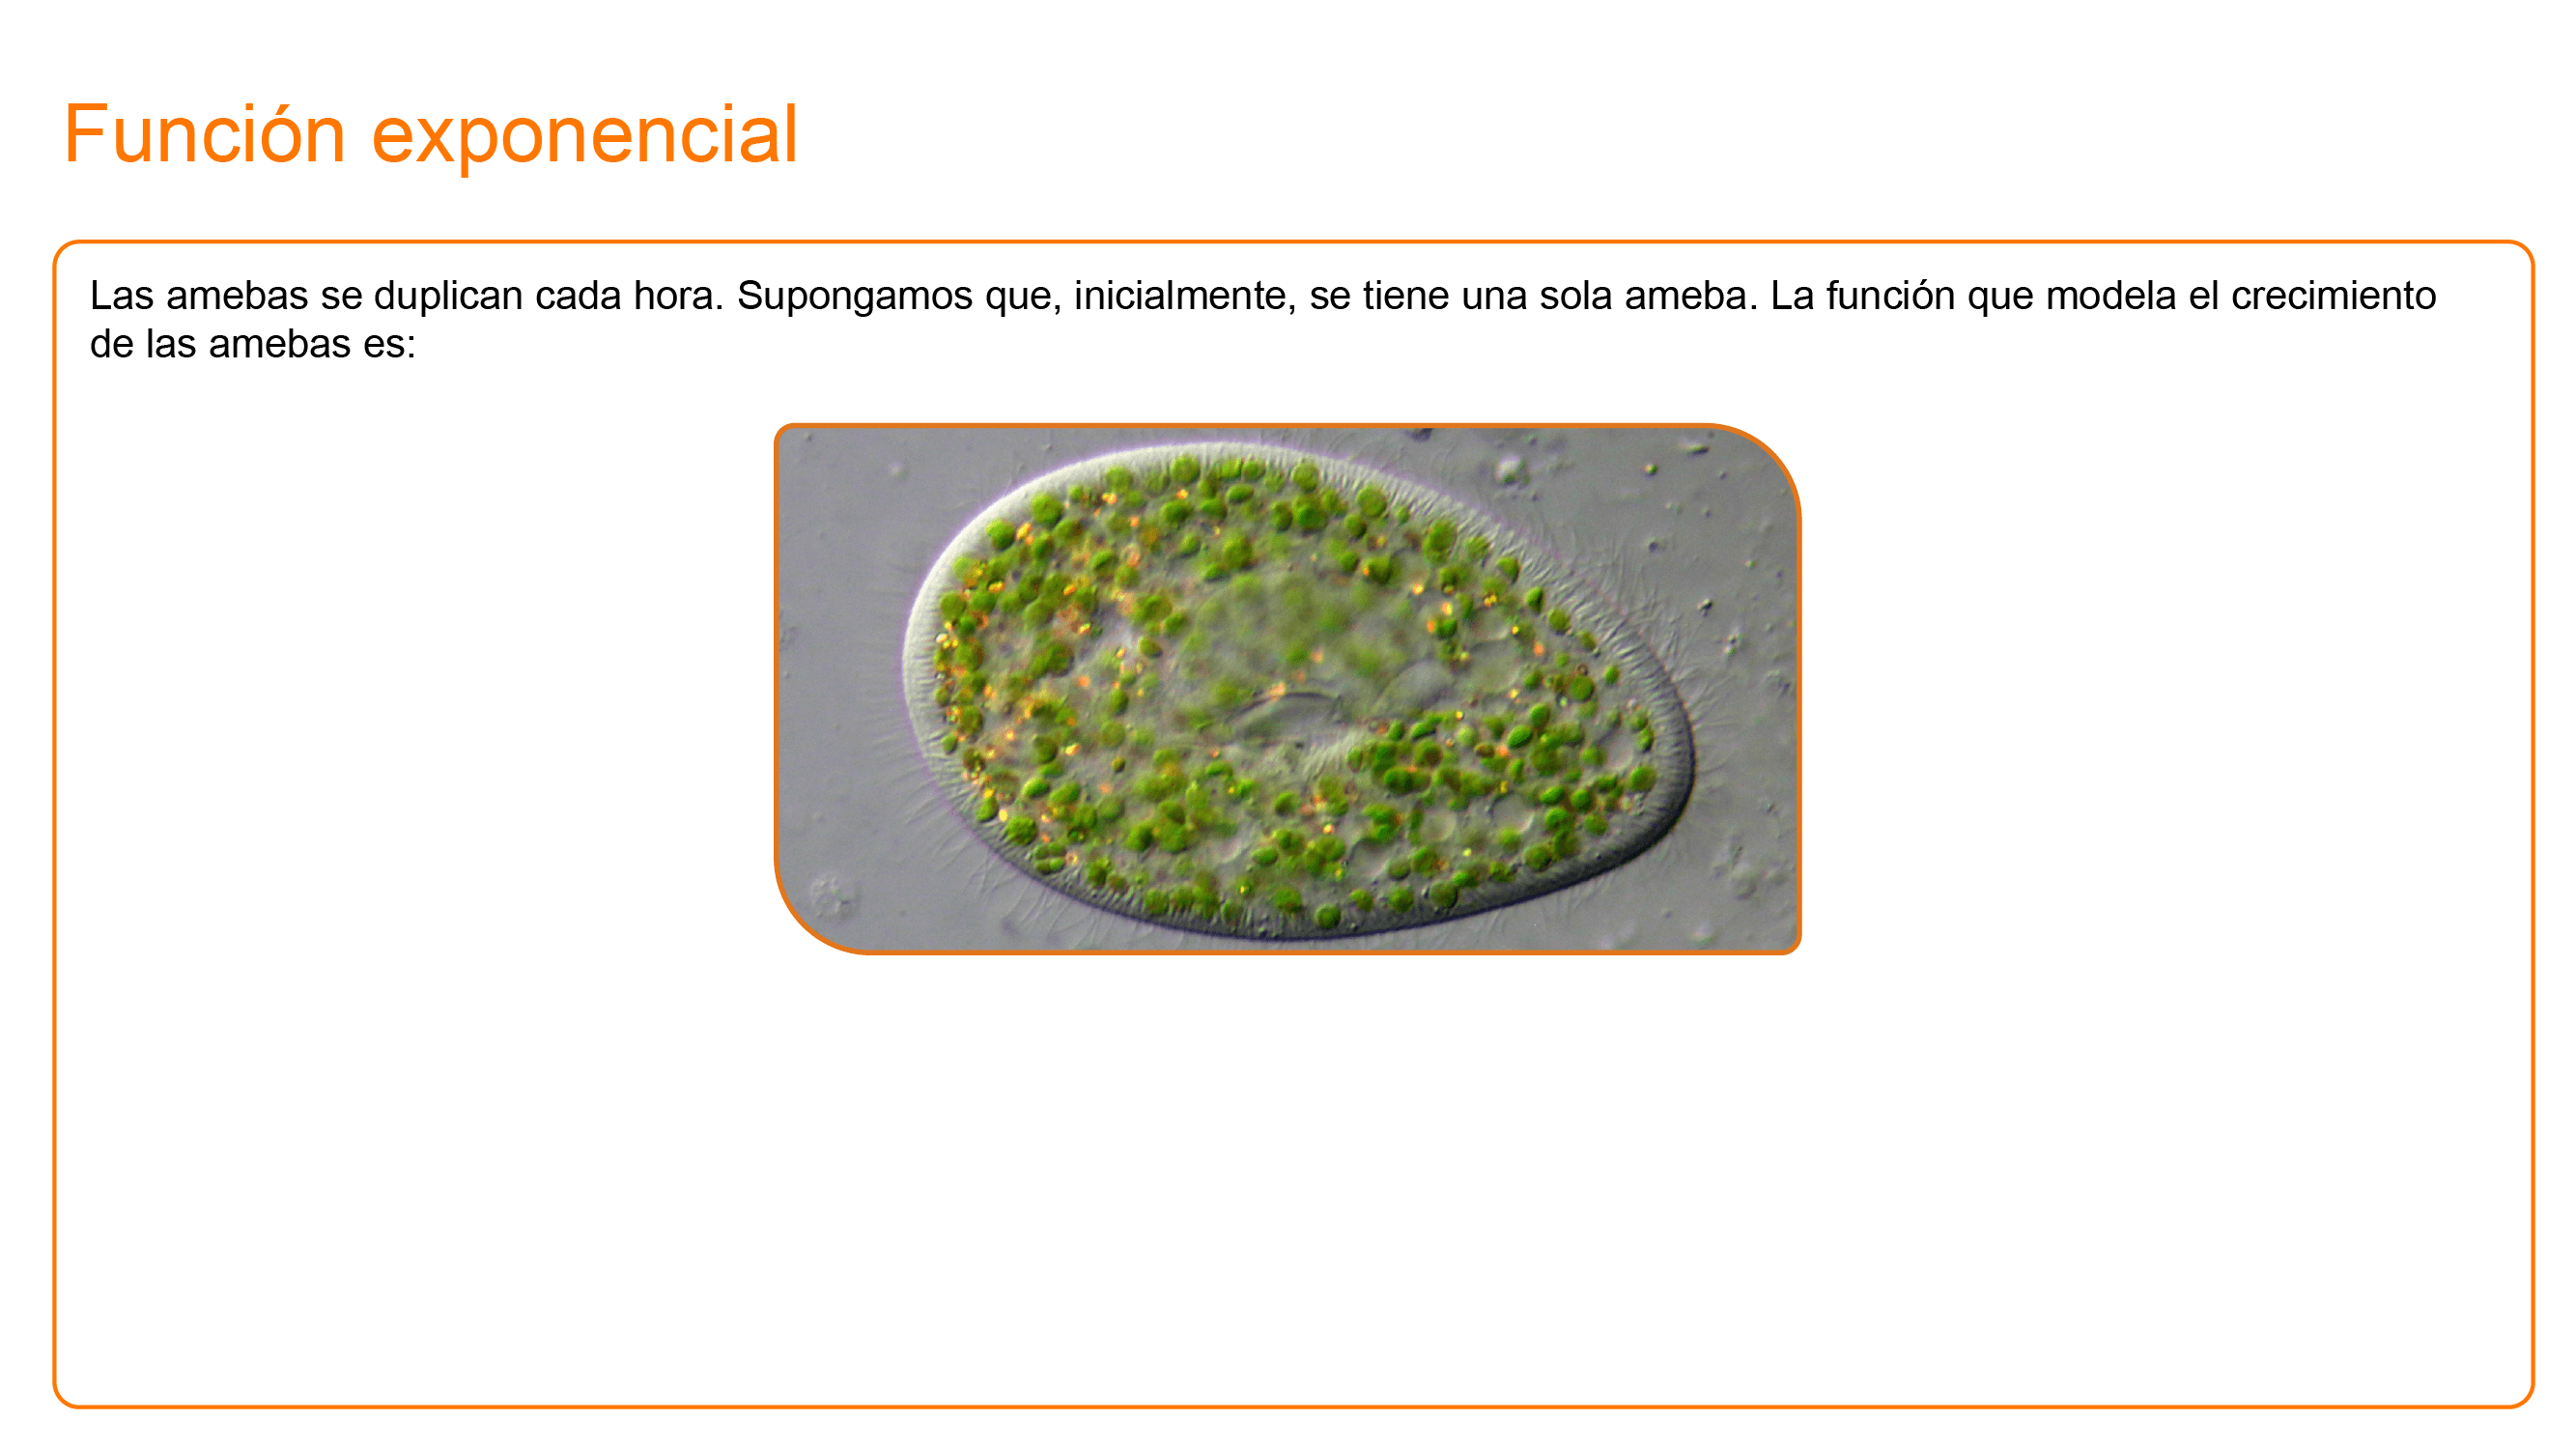 Función exponencial
Las amebas se duplican cada hora. Supongamos que, inicialmente, se tiene una sola ameba. La función que modela el crecimiento
de las amebas es: